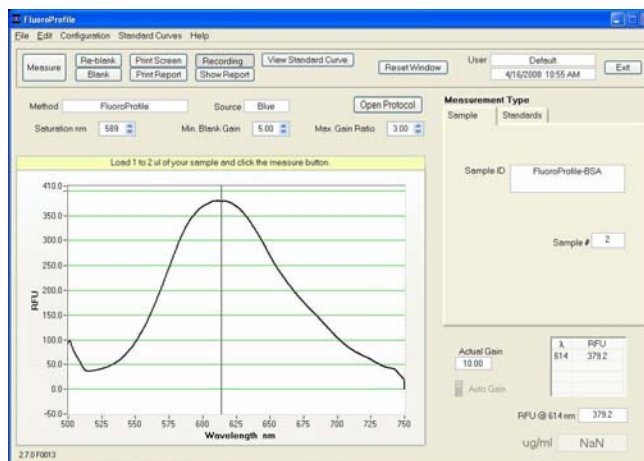 FluoroProfile
File Edit Configuration Standard Curves Help
Measure Re-blank Print Screen Recording View Standard Curve Reset Window User Default Exit
Blank Print Report Show Report 4/16/2008 10:55 AM
Method FluoroProfile Source Blue Open Protocol
Saturation nm 589 Min. Blank Gain 5.00 Max. Gain Ratio 3.00
Load 1 to 2 ul of your sample and click the measure button.
410.0
350.0
300.0
250.0
200.0
150.0
100.0
50.0
0.0
-50.0
RFU
500 525 550 575 600 625 650 675 700 725 750
Wavelength nm
Measurement Type
Sample Standards
Sample ID FluoroProfile-BSA
Sample # 2
Actual Gain
10.00
Auto Gain
λ RFU
614 379.2
RFU @ 614 nm 379.2
ug/ml NaN
2.7.0 F0013